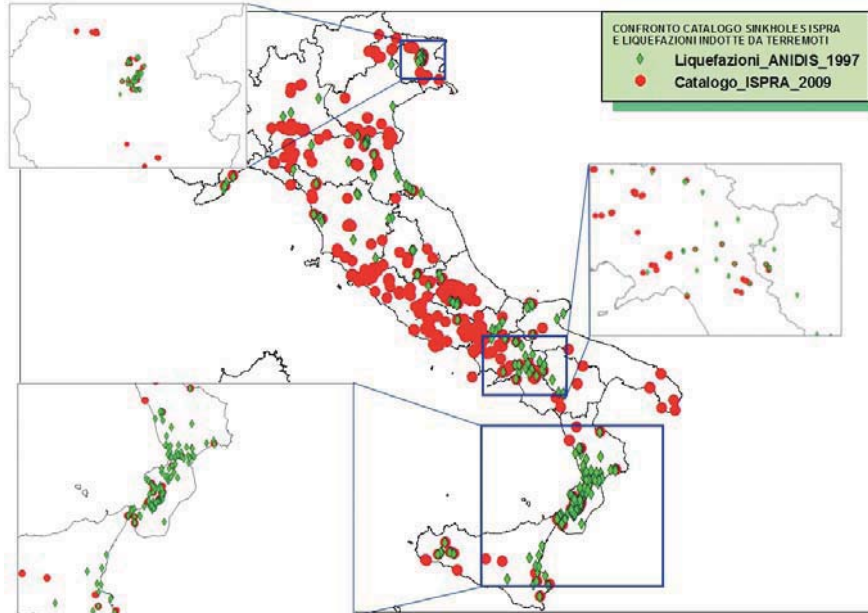 CONFRONTO CATALOGO SINKHOLES ISPRA
E LIQUEFAZIONI INDOTTE DA TERREMOTI
Liquefazioni_ANIDIS_1997
Catalogo_ISPRA_2009